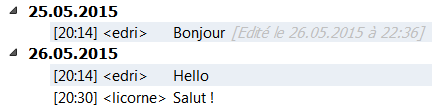 25.05.2015
[20:14] <edri> Bonjour [Edité le 26.05.2015 à 22:36]
26.05.2015
[20:14] <edri> Hello
[20:30] <licorne> Salut !